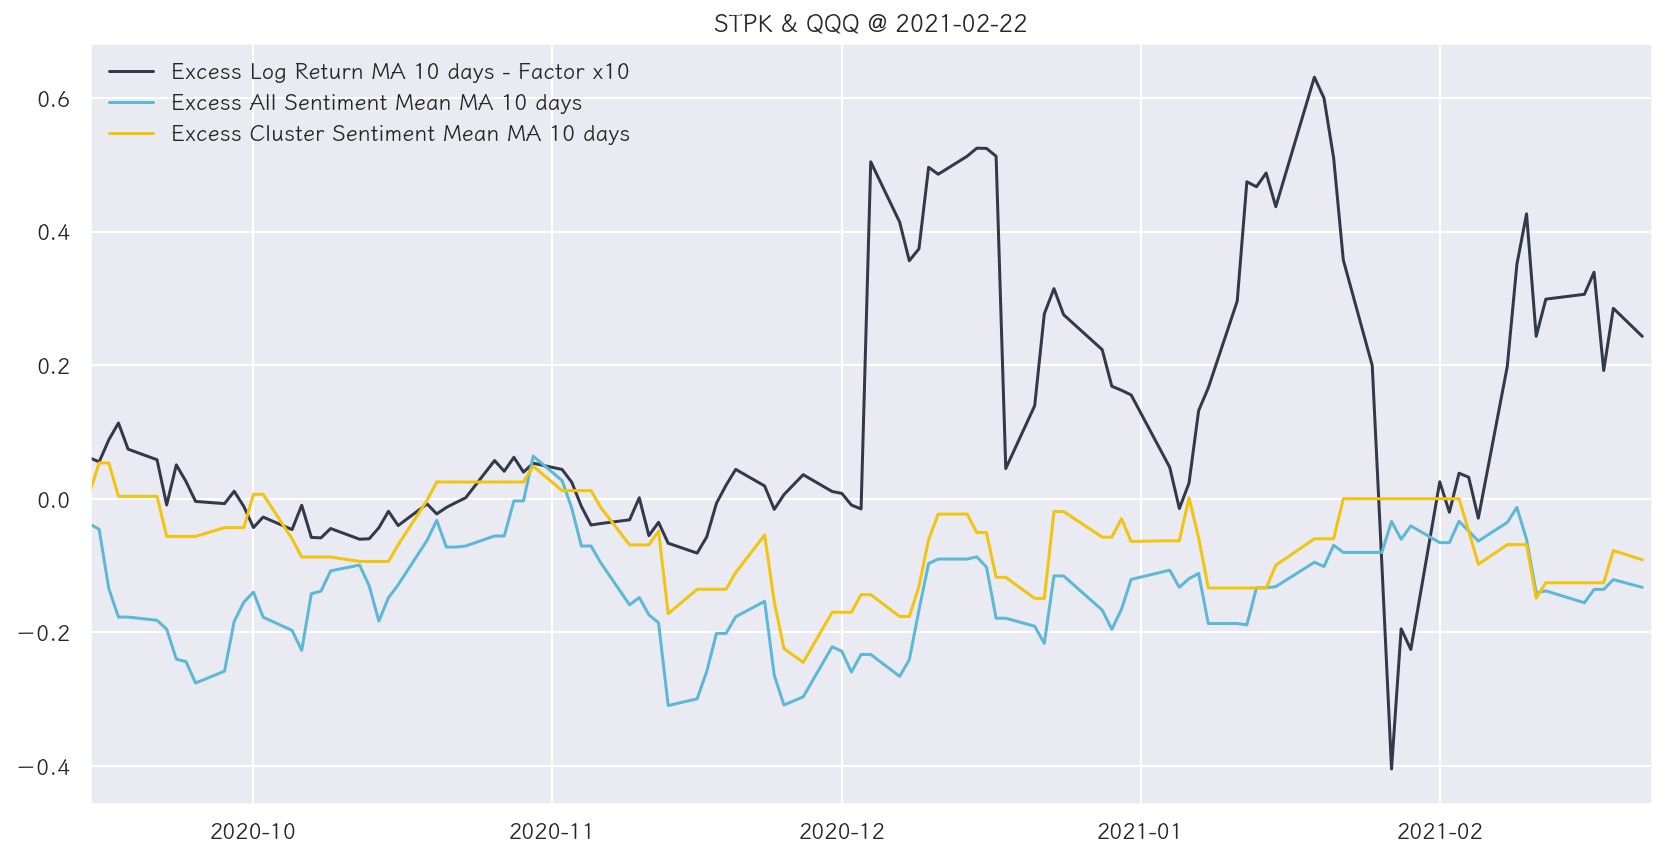 STPK & QQQ @ 2021-02-22
Excess Log Return MA 10 days - Factor x10
Excess All Sentiment Mean MA 10 days
Excess Cluster Sentiment Mean MA 10 days
0.6
0.4
0.2
0.0
−0.2
−0.4
2020-10 2020-11 2020-12 2021-01 2021-02